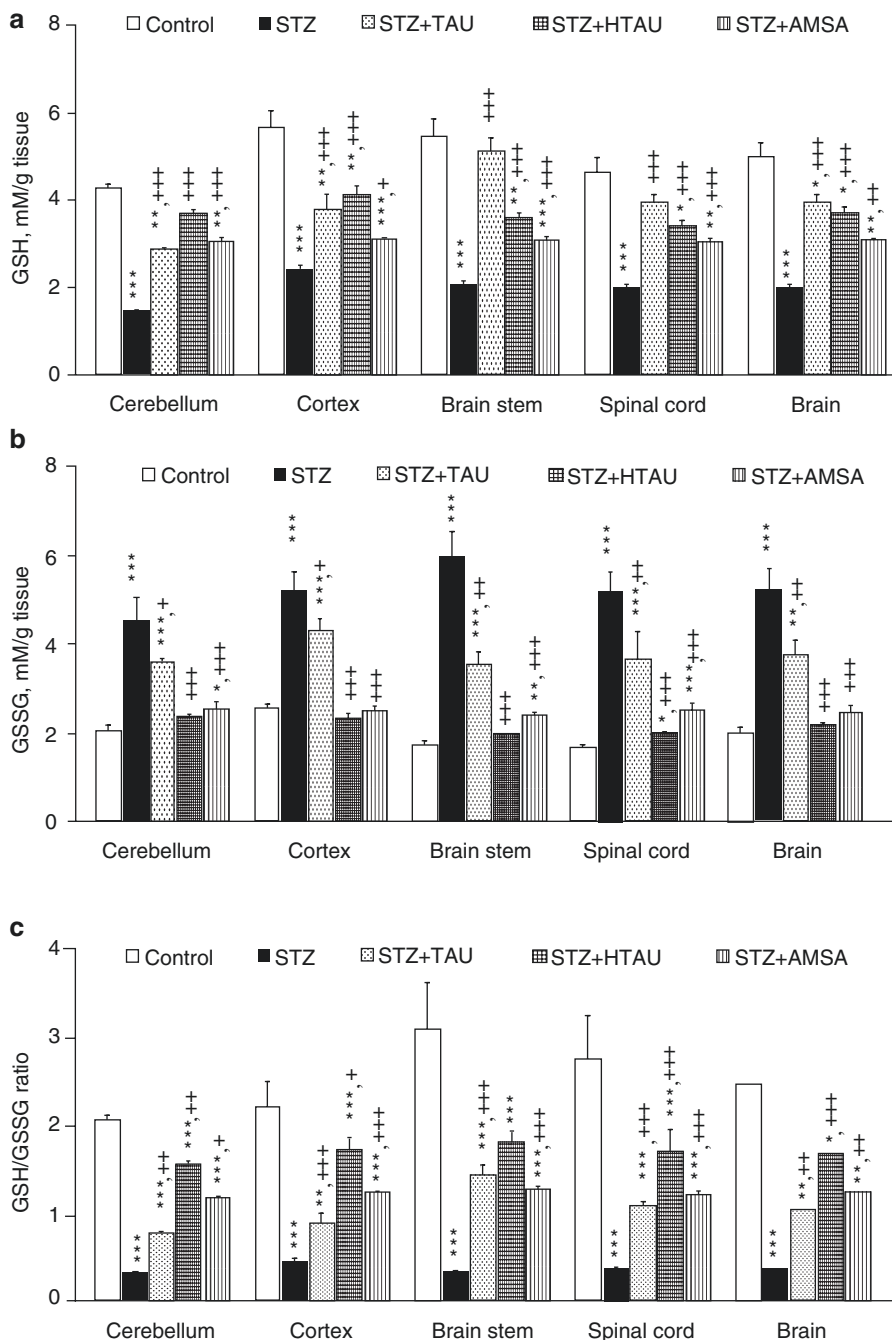 a
8
Control STZ STZ+TAU STZ+HTAU STZ+AMSA
6
4
2
0
GSH, mM/g tissue
*** **,+++ +++ **,+++
*** **,+++ **,+++ ***,+
*** +++ **,+++ ***,+++
*** +++ *,+++ **,+++
*** *,+++ *,+++ **,++
Cerebellum Cortex Brain stem Spinal cord Brain
b
8
Control STZ STZ+TAU STZ+HTAU STZ+AMSA
6
4
2
0
GSSG, mM/g tissue
*** ***,+ +++ *,+++
*** ***,+ +++ +++
*** ***,++ +++ **,+++
*** ***,++ *,+++ ***,+++
*** **,++ +++ +++
Cerebellum Cortex Brain stem Spinal cord Brain
c
4
Control STZ STZ+TAU STZ+HTAU STZ+AMSA
3
2
1
0
GSH/GSSG ratio
*** ***,++ ***,++ ***,+
*** **,+++ ***,+ ***,+++
*** ***,+++ *** ***,+++
*** ***,+++ ***,+++ ***,+++
*** **,++ *,+++ **,++
Cerebellum Cortex Brain stem Spinal cord Brain